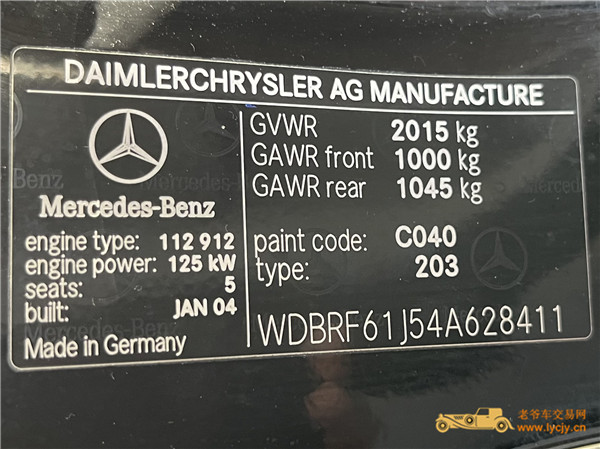 DAIMLERCHRYSLER AG MANUFACTURE
GVWR 2015 kg
GAWR front 1000 kg
GAWR rear 1045 kg
Mercedes-Benz
engine type: 112 912
engine power: 125 kW
seats: 5
built: JAN 04
Made in Germany
paint code: C040
type: 203
WDBRF61J54A628411
老爷车交易网
www.lycjy.cn